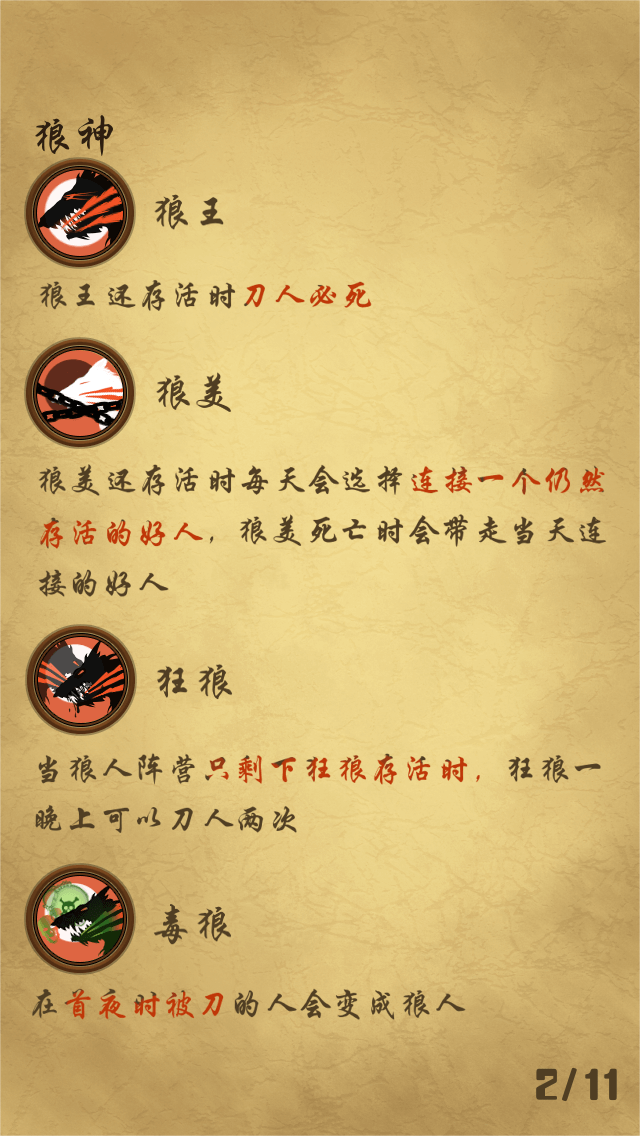 狼神
狼王
狼王还存活时刀人必死
狼美
狼美还存活时每天会选择连接一个仍然
存活的好人，狼美死亡时会带走当天连
接的好人
狂狼
当狼人阵营只剩下狂狼存活时，狂狼一
晚上可以刀人两次
毒狼
在首夜时被刀的人会变成狼人
2/11